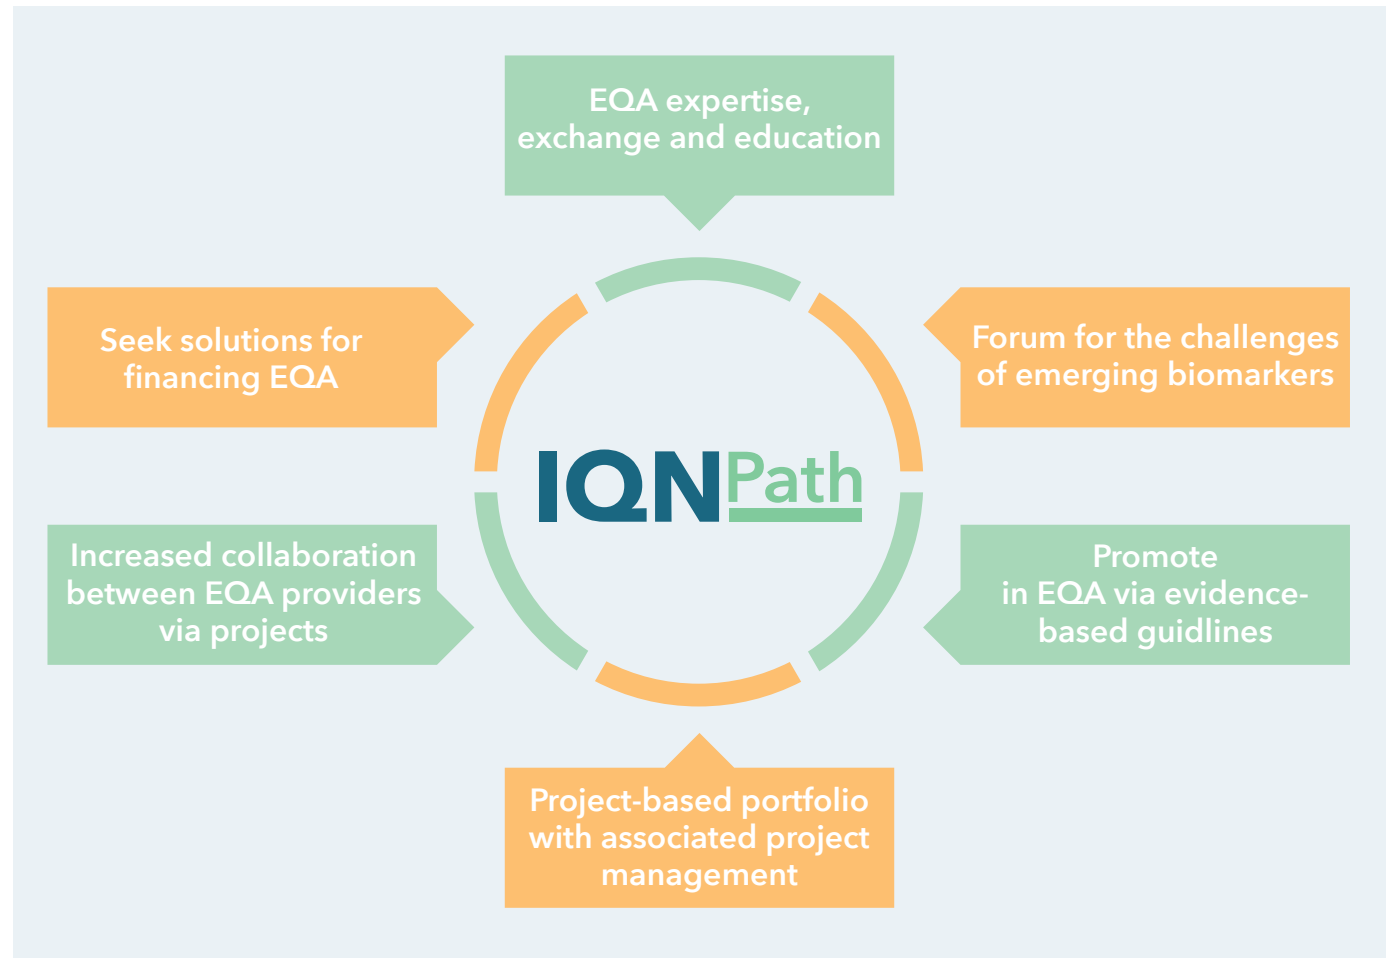 EQA expertise,
exchange and education
Seek solutions for
financing EQA
Forum for the challenges
of emerging biomarkers
IQNPath
Increased collaboration
between EQA providers
via projects
Promote
in EQA via evidence-
based guidlines
Project-based portfolio
with associated project
management